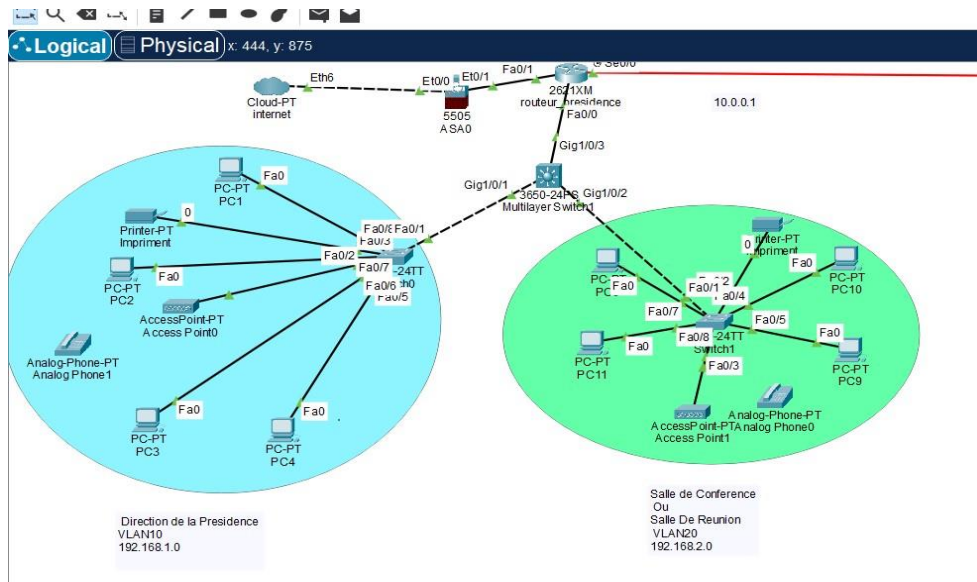 Logical
Physical
x: 444, y: 875
Eth6
Cloud-PT
internet
Et0/0
Et0/1
5505
ASA0
Fa0/1
Se0/0
2621XM
routeur_presidence
Fa0/0
10.0.0.1
Gig1/0/3
Gig1/0/1
Gig1/0/2
3650-24PS
Multilayer Switch1
Fa0
PC-PT
PC1
0
Printer-PT
Impriment
Fa0/1
Fa0/3
Fa0/2
Fa0/7
Fa0/6
Fa0/5
-24TT
Fa0
PC-PT
PC2
AccessPoint-PT
Access Point0
Analog-Phone-PT
Analog Phone1
Fa0
PC-PT
PC3
Fa0
PC-PT
PC4
Direction de la Presidence
VLAN10
192.168.1.0
0
PC-PT
Fa0
Fa0/1
Fa0/4
Fa0/7
Fa0
PC-PT
PC10
Fa0/5
Fa0/8
-24TT
Switch1
Fa0
PC-PT
PC11
Fa0
PC-PT
PC9
Fa0/3
AccessPoint-PT
Access Point1
Analog-Phone-PT
Analog Phone0
Salle de Conference
Ou
Salle De Reunion
VLAN20
192.168.2.0